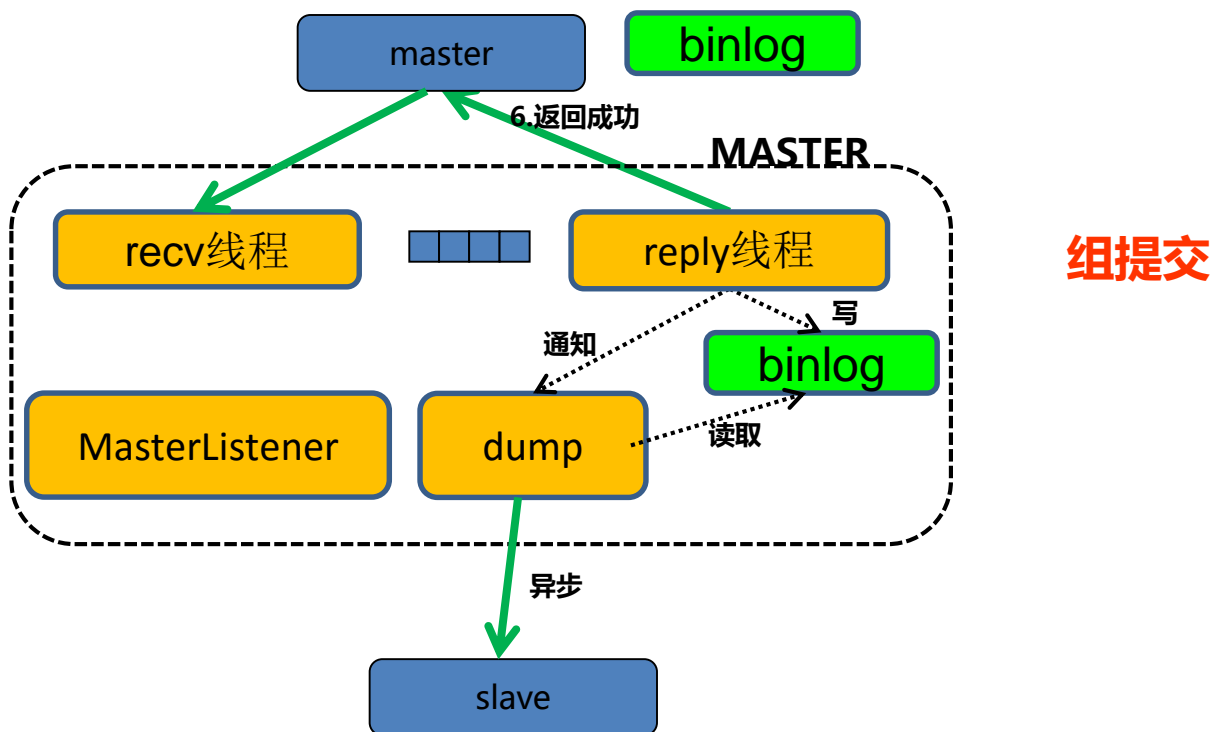 master
binlog
6.返回成功
MASTER
recv线程
reply线程
组提交
写
通知
binlog
MasterListener
dump
读取
异步
slave